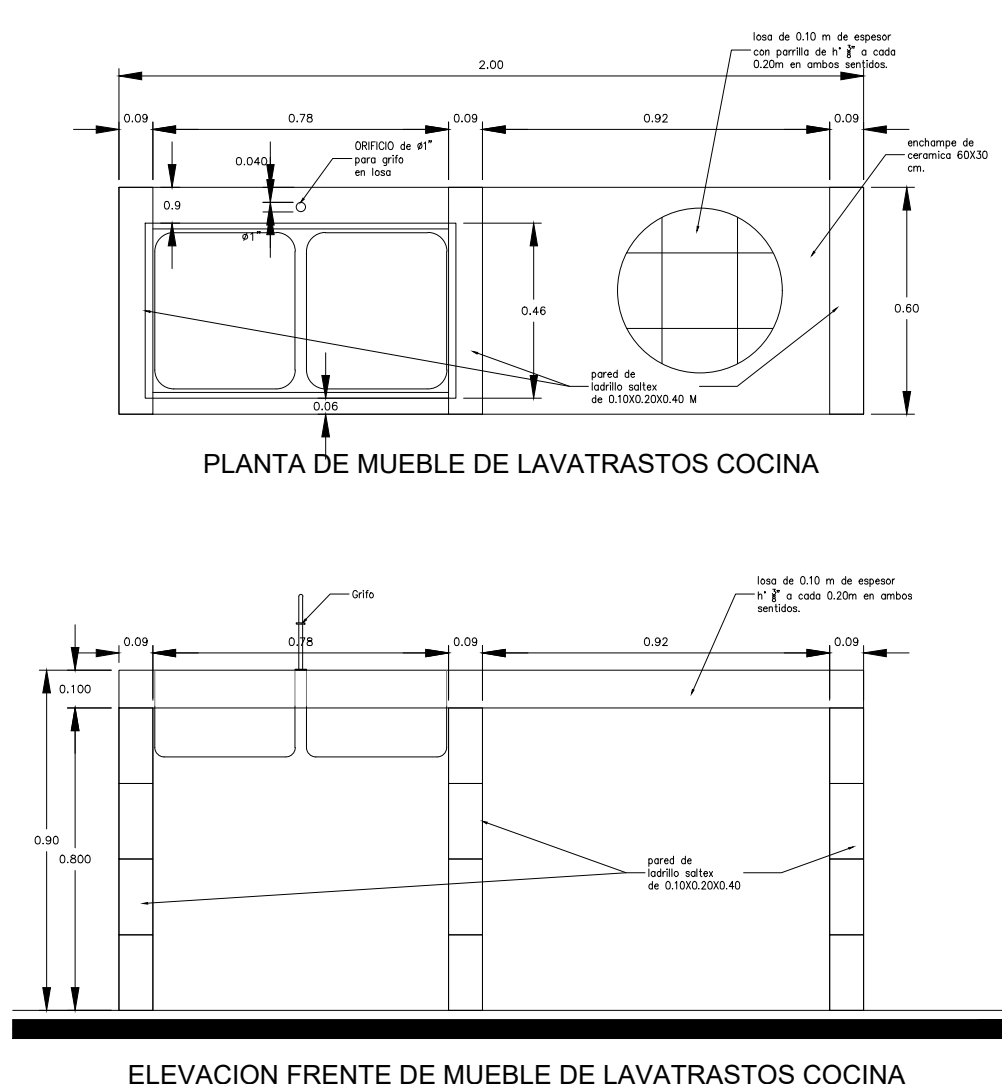 losa de 0.10 m de espesor
con parrilla de h° 3/8" a cada
0.20m en ambos sentidos.
2.00
0.09
0.78
0.09
0.92
0.09
ORIFICIO de ø1"
para grifo
en losa
0.040
enchampe de
ceramica 60X30
cm.
0.9
ø1"
0.46
0.60
pared de
ladrillo saltex
de 0.10X0.20X0.40 M
0.06
PLANTA DE MUEBLE DE LAVATRASTOS COCINA
losa de 0.10 m de espesor
h° 3/8" a cada 0.20m en ambos
sentidos.
Grifo
0.09
0.78
0.09
0.92
0.09
0.100
0.90
0.800
pared de
ladrillo saltex
de 0.10X0.20X0.40
ELEVACION FRENTE DE MUEBLE DE LAVATRASTOS COCINA